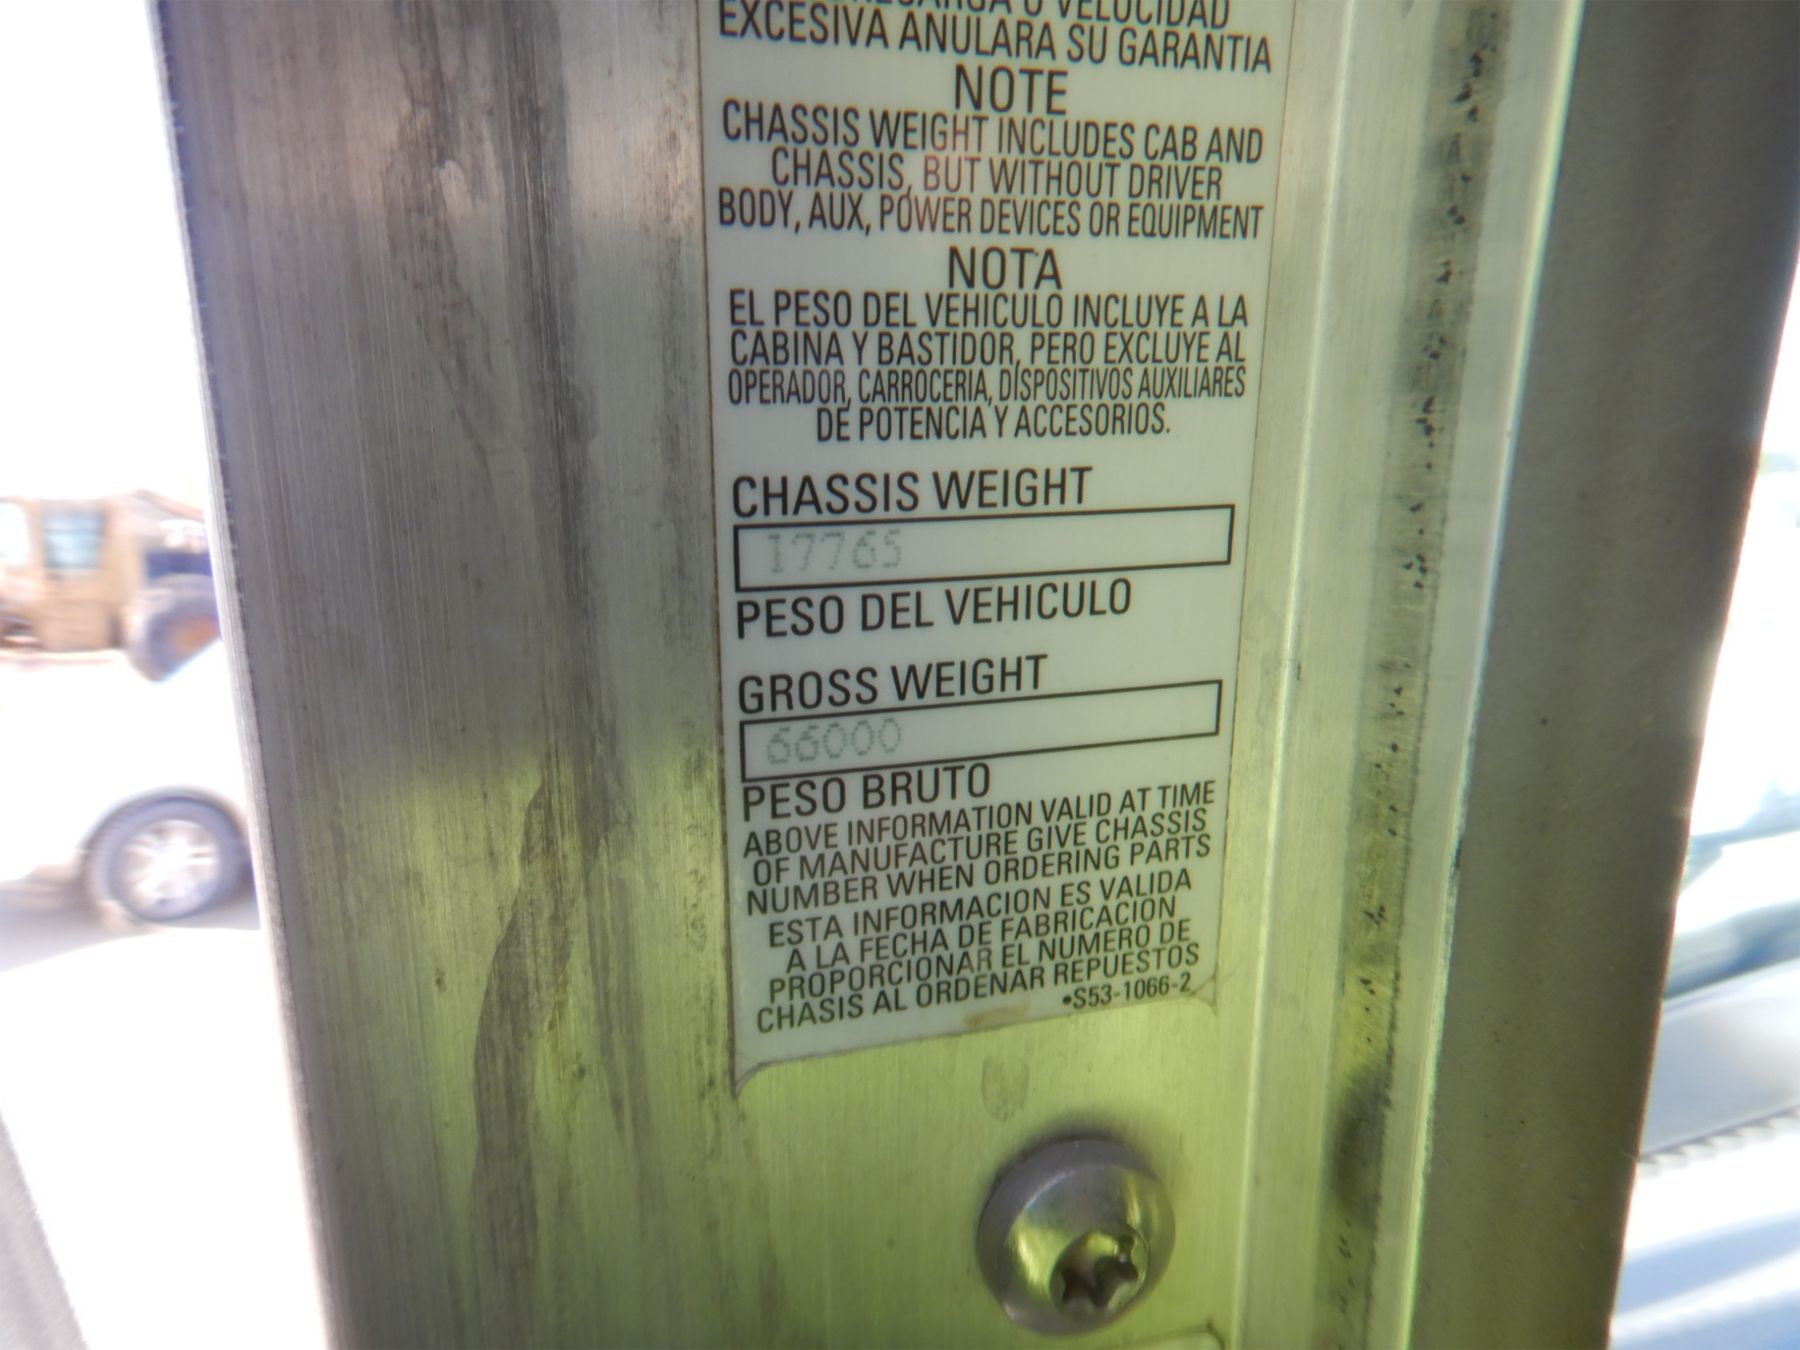 RECARGA O VELOCIDAD
EXCESIVA ANULARA SU GARANTIA
NOTE
CHASSIS WEIGHT INCLUDES CAB AND
CHASSIS, BUT WITHOUT DRIVER
BODY, AUX, POWER DEVICES OR EQUIPMENT
NOTA
EL PESO DEL VEHICULO INCLUYE A LA
CABINA Y BASTIDOR, PERO EXCLUYE AL
OPERADOR, CARROCERIA, DISPOSITIVOS AUXILIARES
DE POTENCIA Y ACCESORIOS.
CHASSIS WEIGHT
17765
PESO DEL VEHICULO
GROSS WEIGHT
66000
PESO BRUTO
ABOVE INFORMATION VALID AT TIME
OF MANUFACTURE GIVE CHASSIS
NUMBER WHEN ORDERING PARTS
ESTA INFORMACION ES VALIDA
A LA FECHA DE FABRICACION
PROPORCIONAR EL NUMERO DE
CHASIS AL ORDENAR REPUESTOS
•S53-1066-2